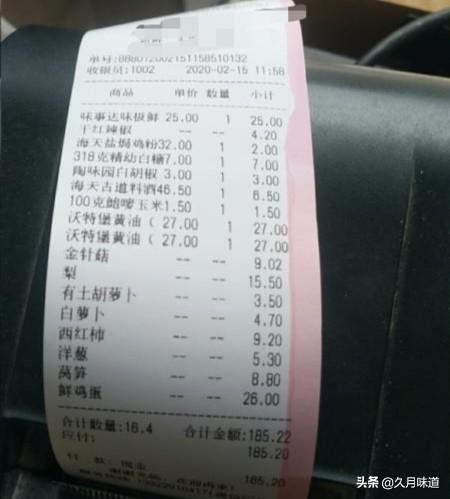 单号:888012002151158510132
收银员:1002 2020-02-15 11:58
商品 单价 数量 小计
味事达味极鲜 25.00 1 25.00
干红辣椒 -- -- 4.20
海天盐焗鸡粉32.00 1 2.00
318克精幼白糖7.00 1 7.00
陶味园白胡椒 3.00 1 3.00
海天古道料酒46.50 1 6.50
100克鲍嘜玉米1.50 1 1.50
沃特堡黄油( 27.00 1 27.00
沃特堡黄油( 27.00 1 27.00
金针菇 -- -- 9.02
梨 -- -- 15.50
有土胡萝卜 -- -- 3.50
白萝卜 -- -- 4.70
西红柿 -- -- 9.20
洋葱 -- -- 5.30
莴笋 -- -- 8.80
鲜鸡蛋 -- -- 26.00
合计数量:16.4 合计金额:185.22
应付: 185.20
付款:现金 185.20
头条 @久月味道